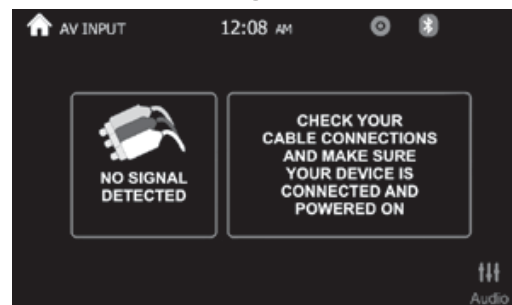 AV INPUT
12:08 AM
NO SIGNAL
DETECTED
CHECK YOUR
CABLE CONNECTIONS
AND MAKE SURE
YOUR DEVICE IS
CONNECTED AND
POWERED ON
Audio